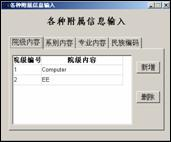 各种附属信息输入
各种附属信息输入
院级内容 系别内容 专业内容 民族编码
院级编号 院级内容
1 Computer
2 EE
新增
删除